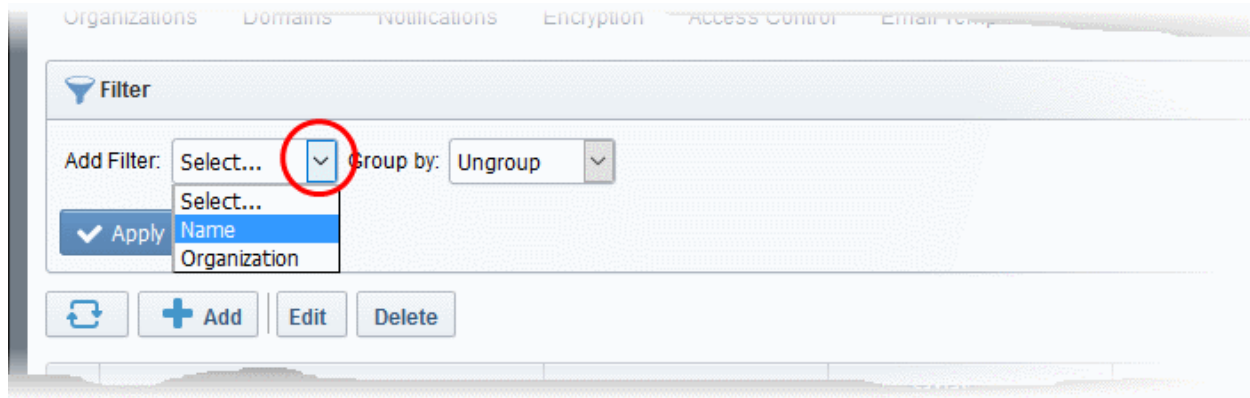 Organizations Domains Notifications Encryption Access Control Email
Filter
Add Filter: Select... Group by: Ungroup
Select...
Apply Name
Organization
Add Edit Delete